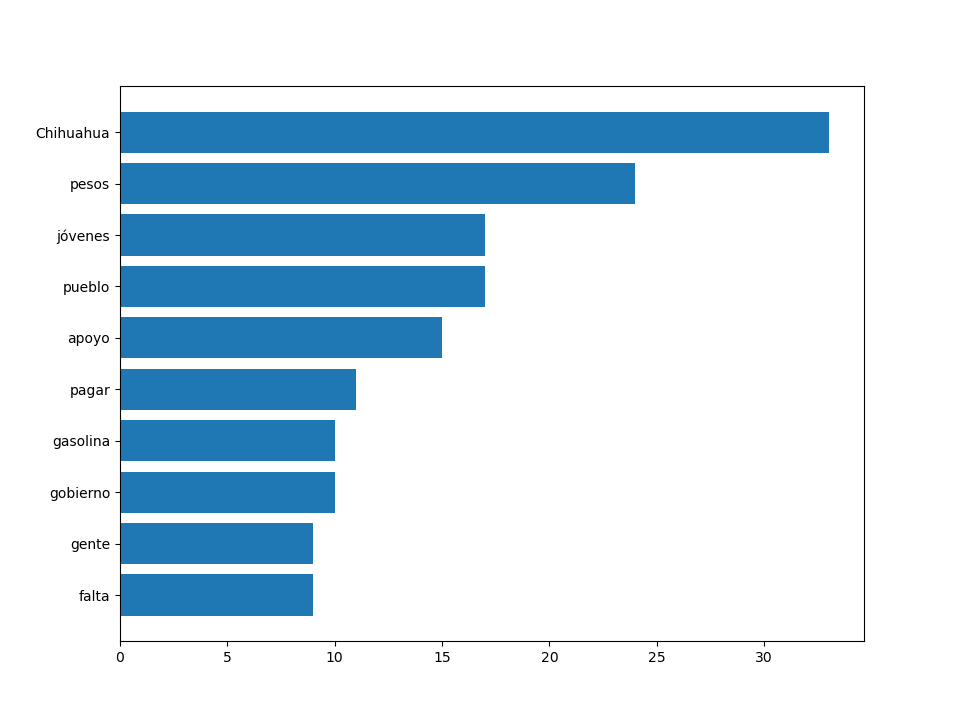 Chihuahua
pesos
jóvenes
pueblo
apoyo
pagar
gasolina
gobierno
gente
falta
0 5 10 15 20 25 30